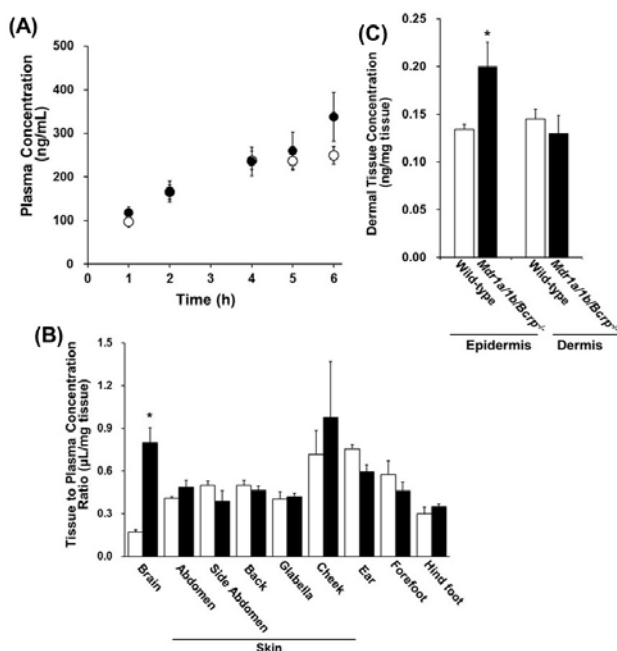 (A)
Plasma Concentration
(ng/mL)
500
400
300
200
100
0
0 1 2 3 4 5 6
Time (h)
(B)
Tissue to Plasma Concentration
Ratio (µL/mg tissue)
1.5
1.2
0.9
0.6
0.3
0.0
*
Brain
Abdomen
Side Abdomen
Back
Glabella
Cheek
Ear
Forefoot
Hind foot
Skin
(C)
Dermal Tissue Concentration
(ng/mg tissue)
0.25
0.20
0.15
0.10
0.05
0.00
*
Wild-type
Mdr1a/1b/Bcrp-/-
Wild-type
Mdr1a/1b/Bcrp-/-
Epidermis
Dermis